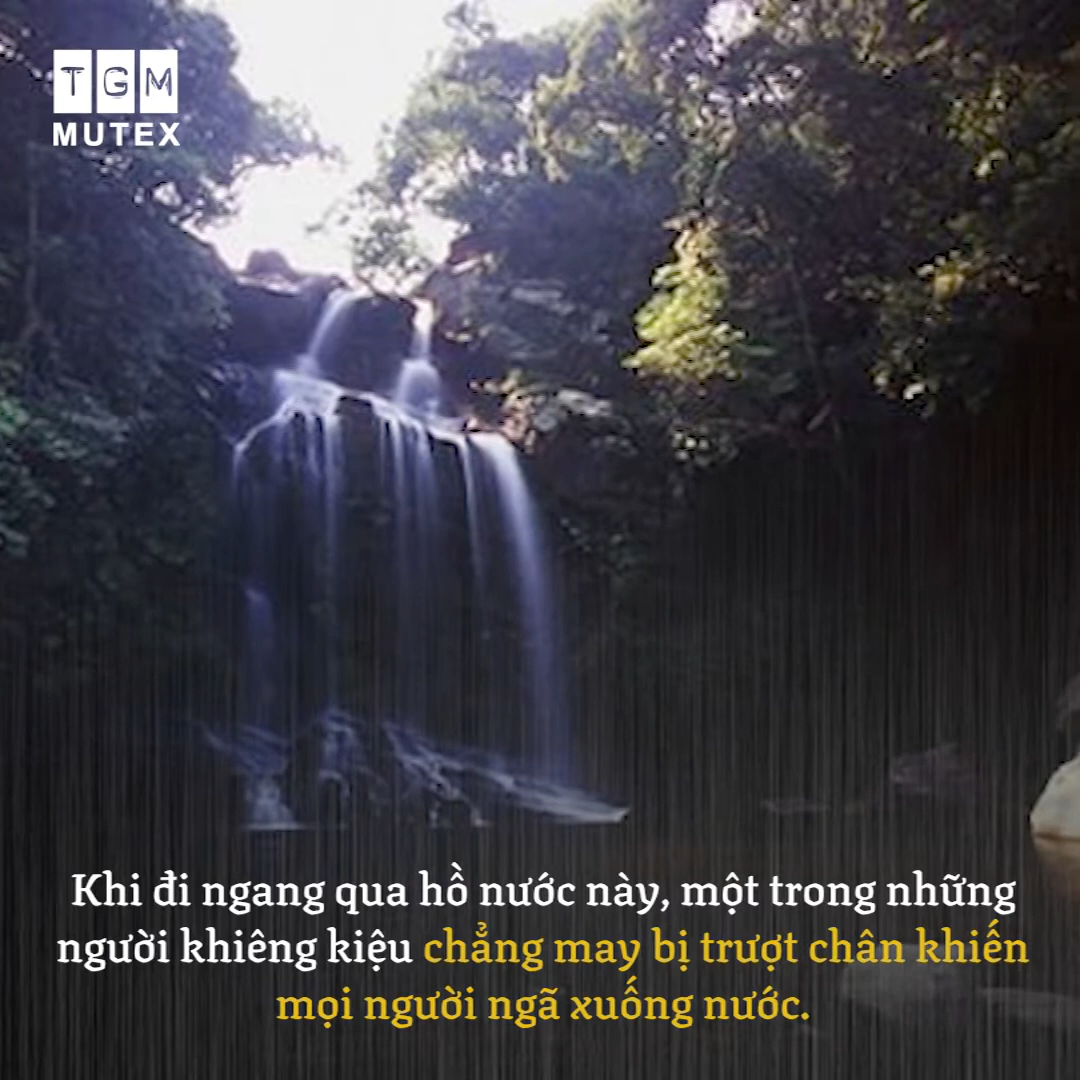 TGM
MUTEX
Khi đi ngang qua hồ nước này, một trong những
người khiêng kiệu chẳng may bị trượt chân khiến
mọi người ngã xuống nước.